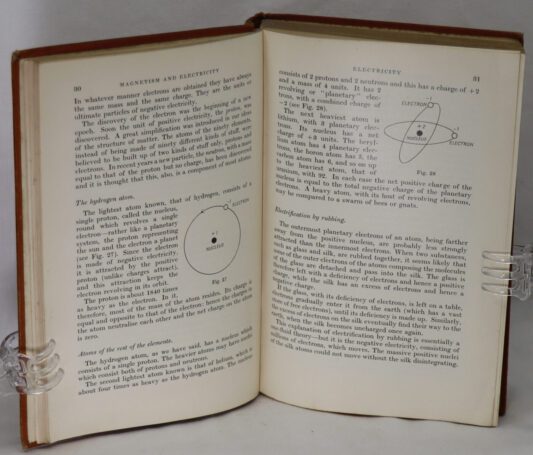 90
MAGNETISM AND ELECTRICITY
In whatever manner electrons are obtained they have always
the same mass and the same charge. They are the units or
ultimate particles of negative electricity.
The discovery of the electron was the beginning of a new
epoch. Soon the unit of positive electricity, the proton, was
discovered. A great simplification was introduced in our ideas
of the structure of matter. The atoms of the ninety elements,
instead of being made of ninety different kinds of stuff, were
believed to be built up of two kinds of stuff only, protons and
electrons. In recent years a new particle, the neutron, with a mass
equal to that of the proton but no charge, has been discovered,
and it is thought that this, also, is a component of most atoms.
The hydrogen atom.
The lightest atom known, that of hydrogen, consists of a
single proton, called the nucleus,
round which revolves a single
electron—rather like a planetary
system, the proton representing
the sun and the electron a planet
(see Fig. 27). Since the electron
is made of negative electricity,
it is attracted by the positive
proton (unlike charges attract),
and this attraction keeps the
electron revolving in its orbit.
The proton is about 1840 times
as heavy as the electron. In it,
therefore, most of the mass of the atom resides. Its charge is
equal and opposite to that of the electron; hence the charges in
the atom neutralise each other and the net charge on the atom
is zero.
ELECTRON
+1
NUCLEUS
Fig. 27
Atoms of the rest of the elements.
The hydrogen atom, as we have said, has a nucleus which
consists of a single proton. The heavier atoms may have nuclei
which consist both of protons and neutrons.
The second lightest atom known is that of helium, which is
about four times as heavy as the hydrogen atom. The nucleus
ELECTRICITY
91
consists of 2 protons and 2 neutrons and this has a charge of +2
and a mass of 4 units. It has 2
revolving or "planetary" elec-
trons, with a combined charge of
−2 (see Fig. 28).
The next heaviest atom is
lithium, with 3 planetary elec-
trons. Its nucleus has a net
charge of +3 units. The beryl-
lium atom has 4 planetary elec-
trons, the boron atom has 5, the
carbon atom has 6, and so on up
to the heaviest atom, that of
uranium, with 92. In each case the net positive charge of the
nucleus is equal to the total negative charge of the planetary
electrons. A heavy atom, with its host of revolving electrons,
may be compared to a swarm of bees or gnats.
−1
ELECTRON
+2
NUCLEUS
−1
ELECTRON
Fig. 28
Electrification by rubbing.
The outermost planetary electrons of an atom, being farther
away from the positive nucleus, are probably less strongly
attracted than the innermost electrons. When two substances,
such as glass and silk, are rubbed together, it seems likely that
some of the outer electrons of the atoms composing the molecules
of the glass are detached and pass into the silk. The glass is
therefore left with a deficiency of electrons and hence a positive
charge, while the silk has an excess of electrons and hence a
negative charge.
If the glass, with its deficiency of electrons, is left on a table,
electrons gradually enter it from the earth (which has a vast
store of free electrons), until its deficiency is made up. Similarly,
the excess of electrons on the silk eventually find their way to the
earth, when the silk becomes uncharged once again.
This explanation of electrification by rubbing is essentially a
one-fluid theory—but it is the negative electricity, consisting of
millions of electrons, which moves. The massive positive nuclei
of the silk atoms could not move without the silk disintegrating.